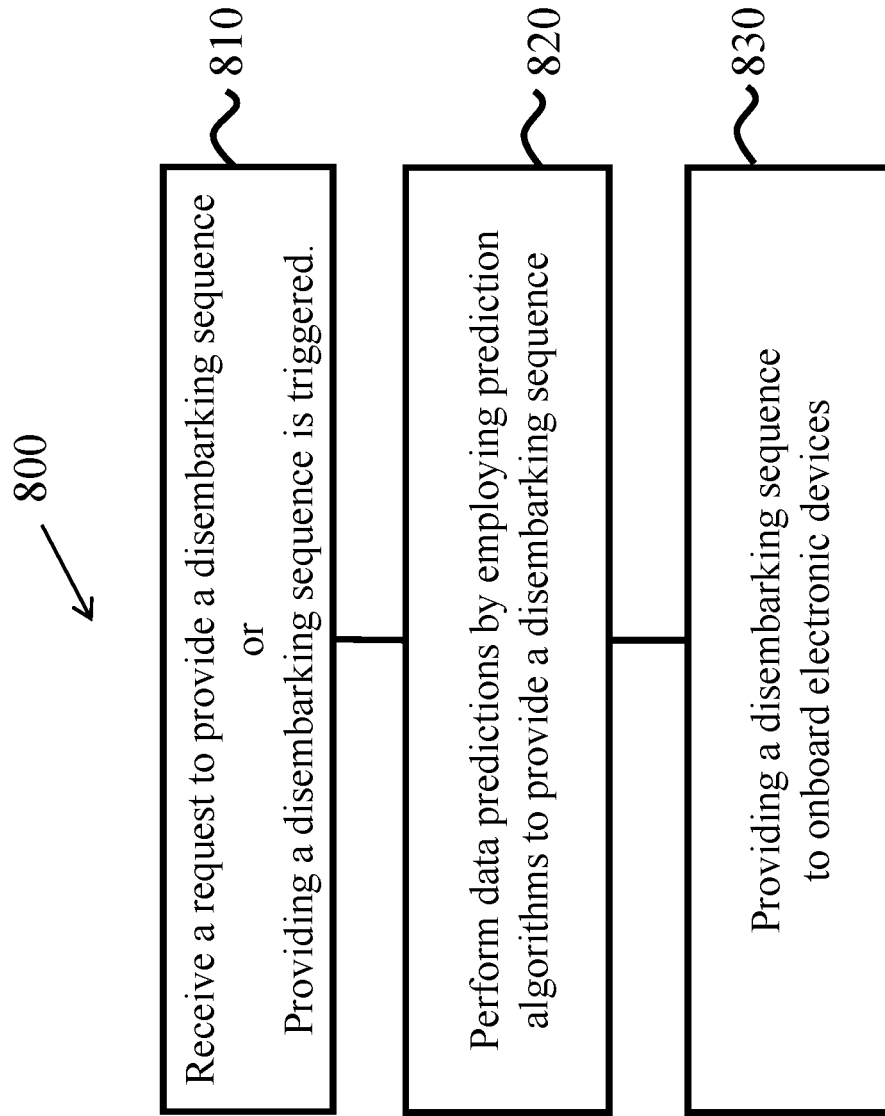 800
Receive a request to provide a disembarking sequence
or
Providing a disembarking sequence is triggered.
810
Perform data predictions by employing prediction
algorithms to provide a disembarking sequence
820
Providing a disembarking sequence
to onboard electronic devices
830